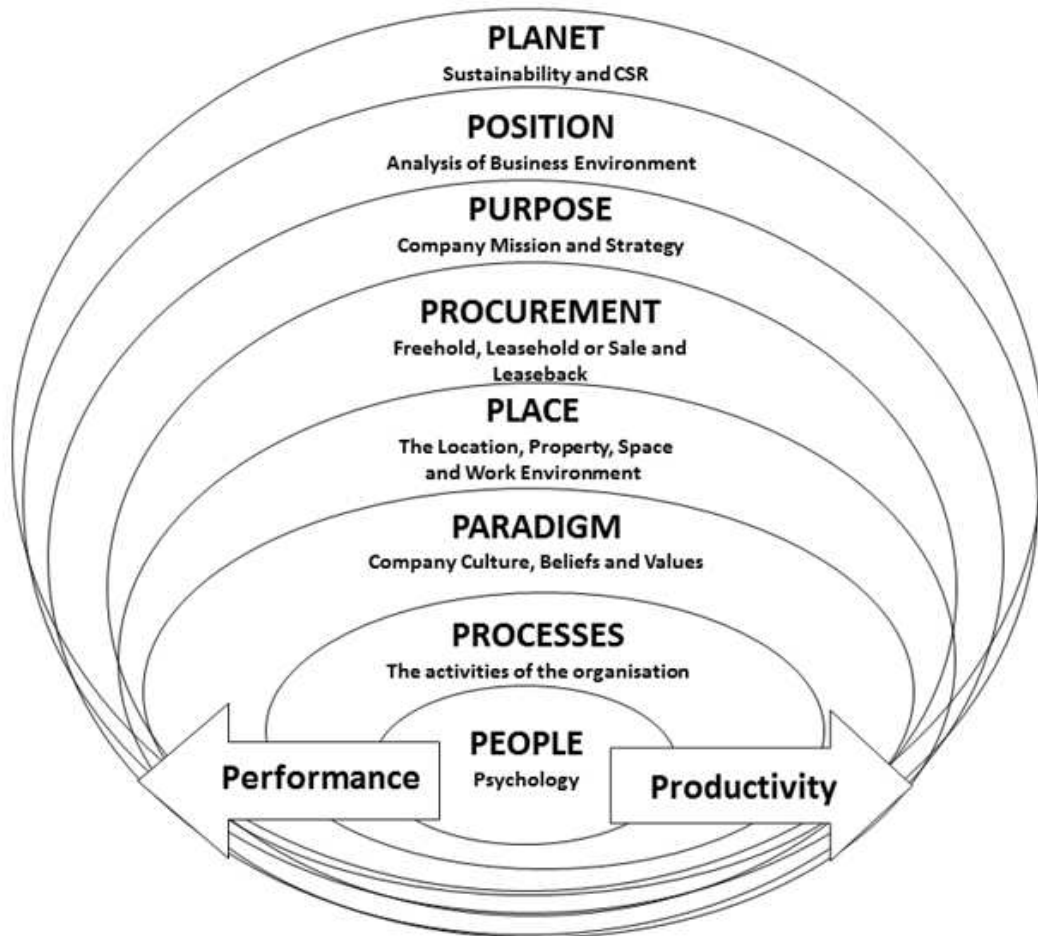 PLANET
Sustainability and CSR
POSITION
Analysis of Business Environment
PURPOSE
Company Mission and Strategy
PROCUREMENT
Freehold, Leasehold or Sale and
Leaseback
PLACE
The Location, Property, Space
and Work Environment
PARADIGM
Company Culture, Beliefs and Values
PROCESSES
The activities of the organisation
PEOPLE
Psychology
Performance
Productivity